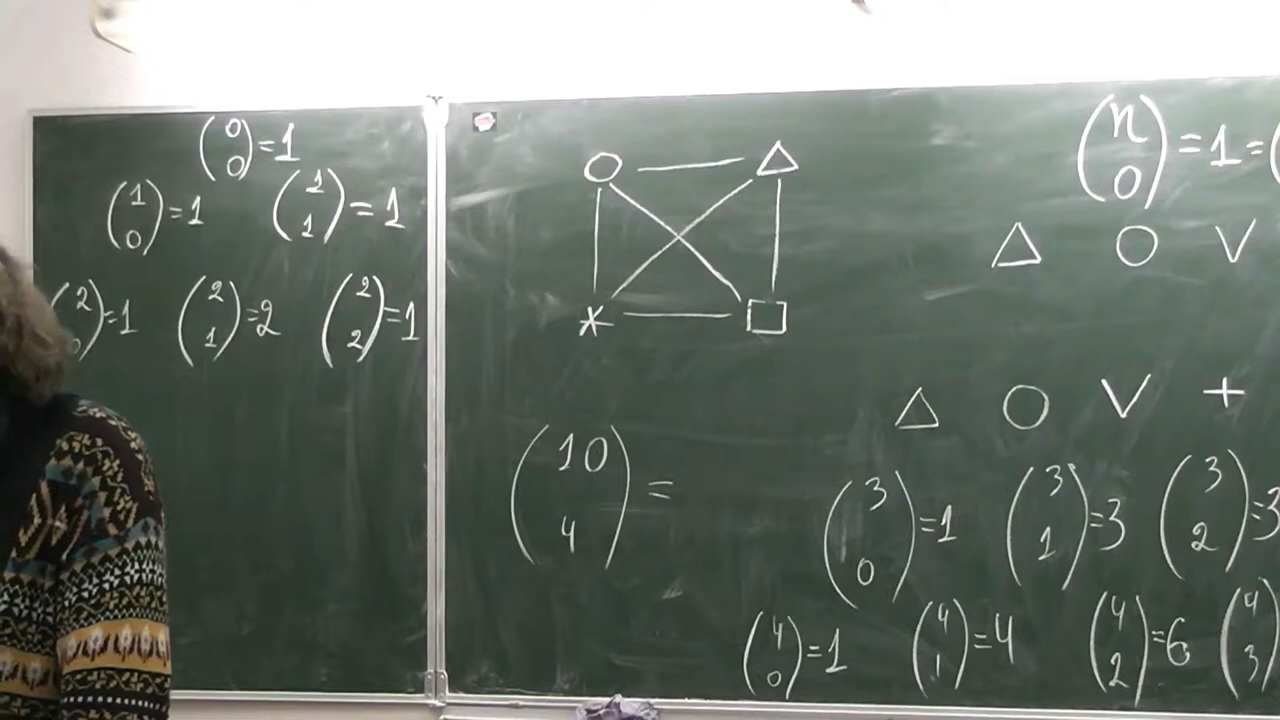 (0 0) = 1
(1 0) = 1 (1 1) = 1
(2 0) = 1 (2 1) = 2 (2 2) = 1
(n 0) = 1 = (
△ ○ V
△ ○ V +
(10 4) =
(3 0) = 1 (3 1) = 3 (3 2) = 3
(4 0) = 1 (4 1) = 4 (4 2) = 6 (4 3)